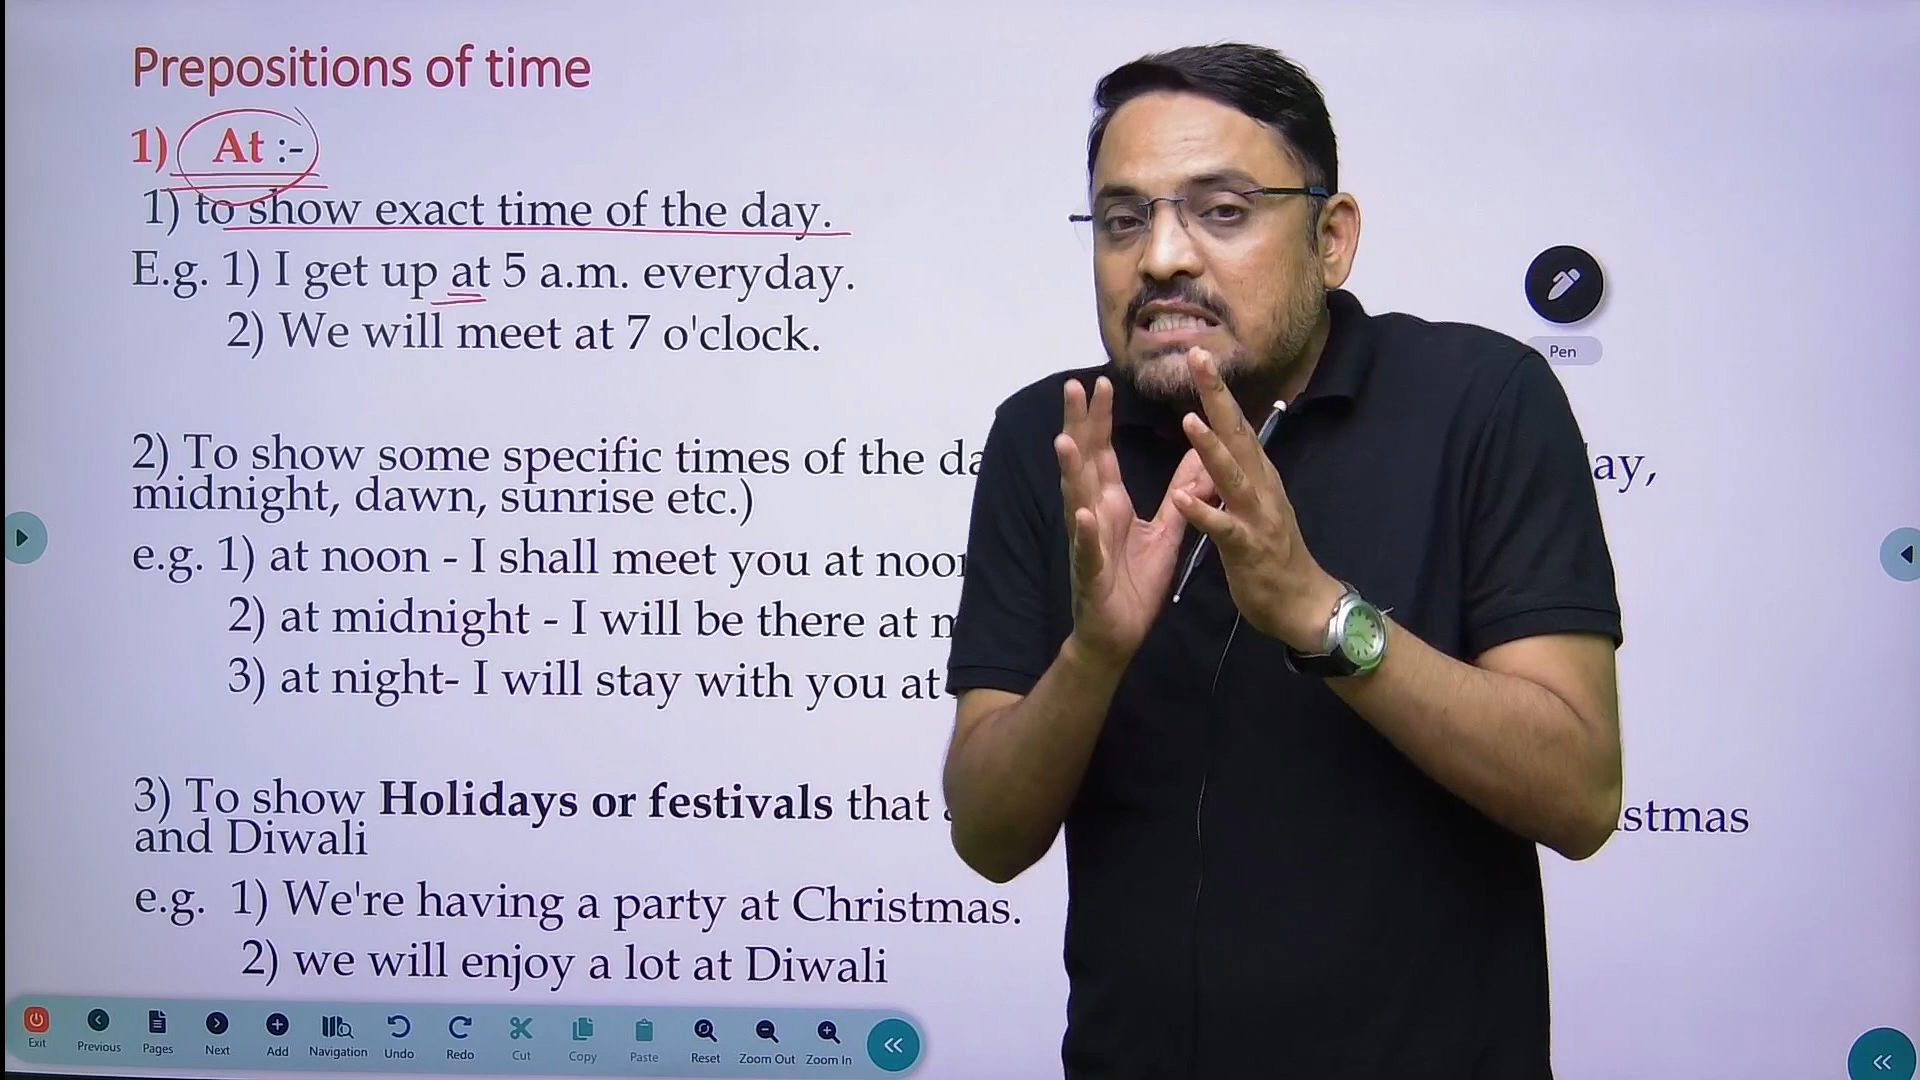 Prepositions of time
1) At :-
1) to show exact time of the day.
E.g. 1) I get up at 5 a.m. everyday.
2) We will meet at 7 o'clock.
Pen
2) To show some specific times of the
midnight, dawn, sunrise etc.)
e.g. 1) at noon - I shall meet you at
2) at midnight - I will be there at
3) at night- I will stay with you at
3) To show Holidays or festivals that
and Diwali
e.g. 1) We're having a party at Christmas.
2) we will enjoy a lot at Diwali
Exit Previous Pages Next Add Navigation Undo Redo Cut Copy Paste Reset Zoom Out Zoom In